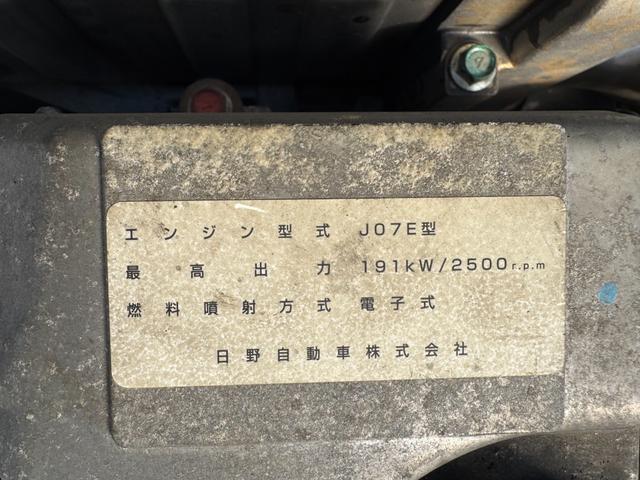 エンジン型式 J07E型
最高出力 191kW/2500r.p.m
燃料噴射方式 電子式
日野自動車株式会社